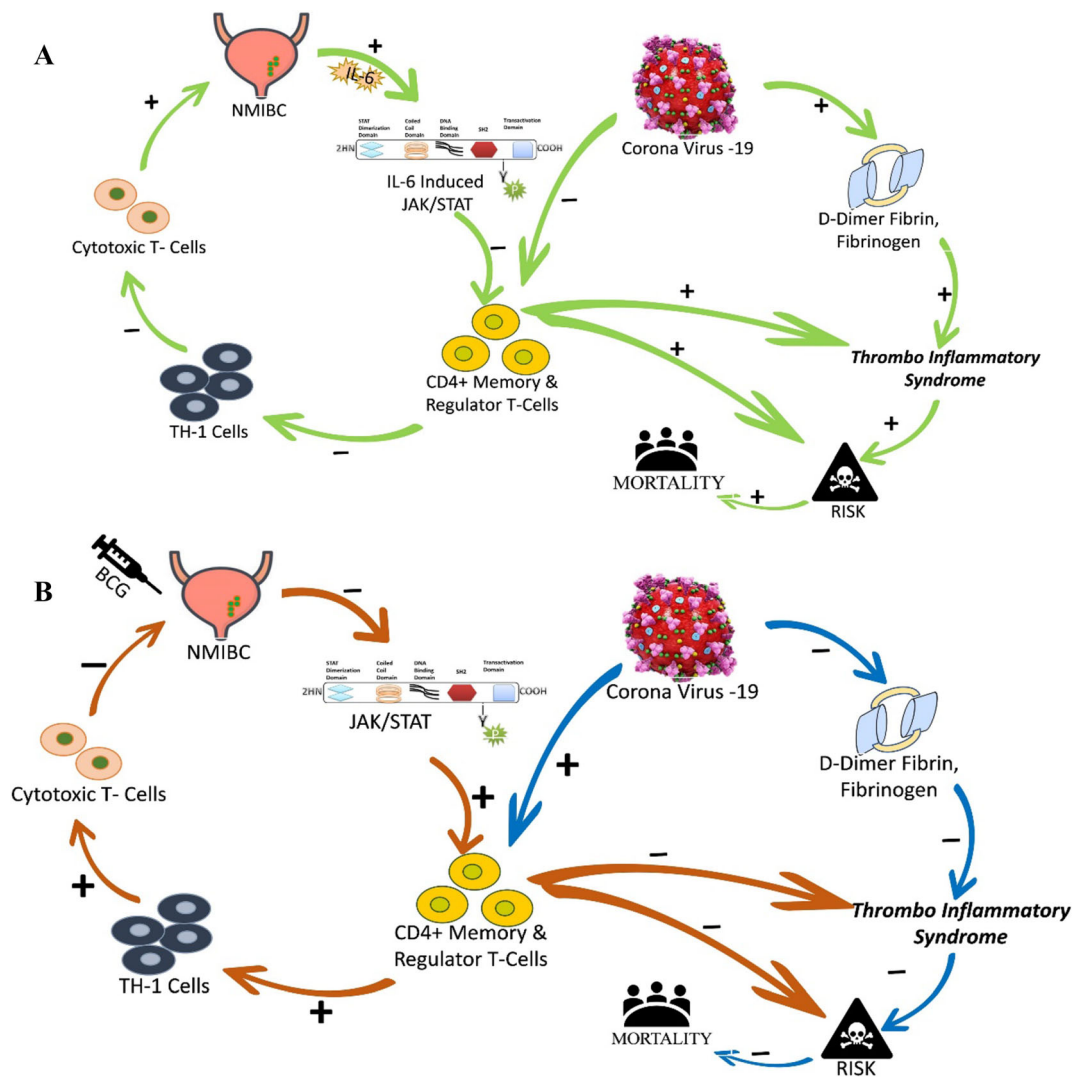 A
NMIBC
+
IL-6
STAT
Dimerization
Domain
Coiled
Coil
Domain
DNA
Binding
Domain
SH2
Transactivation
Domain
2HN
COOH
Y
P
IL-6 Induced
JAK/STAT
Corona Virus -19
+
D-Dimer Fibrin,
Fibrinogen
+
Cytotoxic T- Cells
−
−
−
+
+
+
CD4+ Memory &
Regulator T-Cells
Thrombo Inflammatory
Syndrome
TH-1 Cells
−
+
MORTALITY
+
RISK
B
BCG
NMIBC
−
STAT
Dimerization
Domain
Coiled
Coil
Domain
DNA
Binding
Domain
SH2
Transactivation
Domain
2HN
COOH
Y
P
JAK/STAT
Corona Virus -19
−
D-Dimer Fibrin,
Fibrinogen
−
Cytotoxic T- Cells
+
+
+
−
−
−
CD4+ Memory &
Regulator T-Cells
Thrombo Inflammatory
Syndrome
TH-1 Cells
+
−
MORTALITY
−
RISK